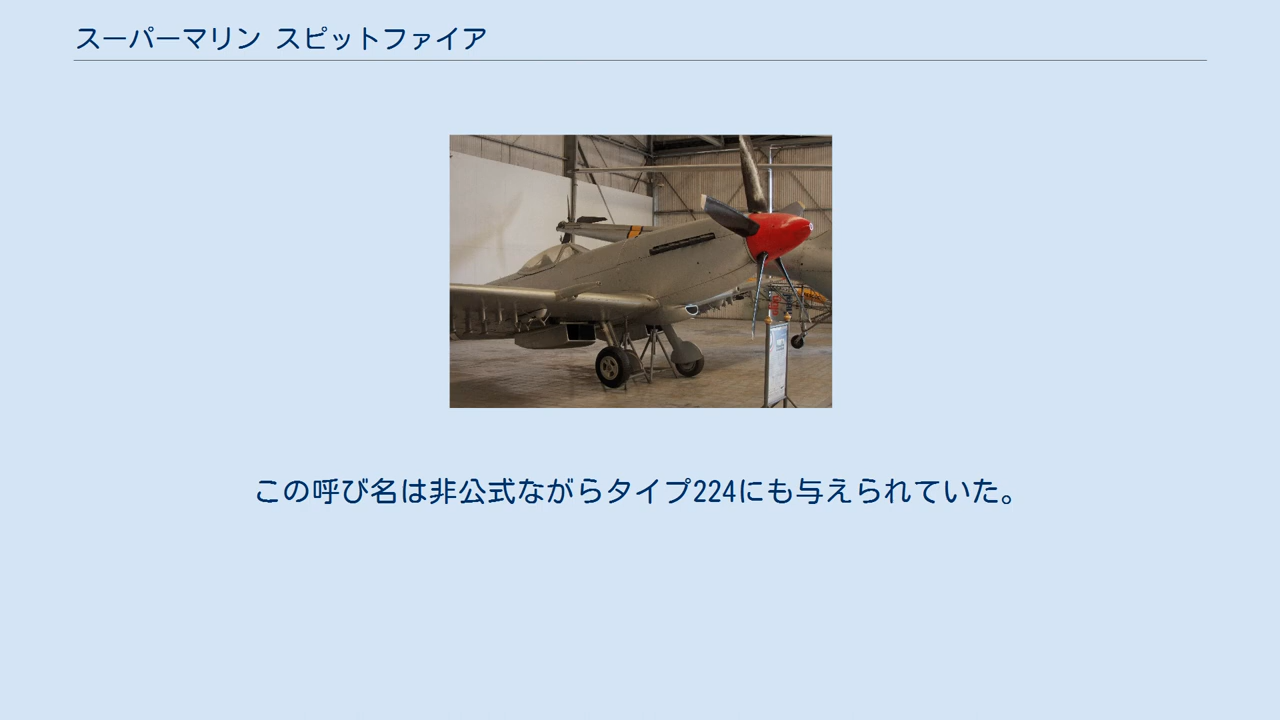 スーパーマリン スピットファイア
この呼び名は非公式ながらタイプ224にも与えられていた。